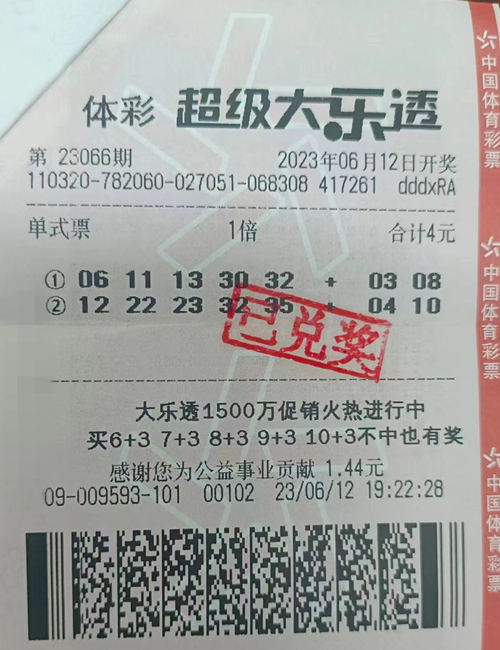 体彩 超级大乐透
第 23066期 2023年06月12日开奖
110320-782060-027051-068308 417261 dddxRA
单式票 1倍 合计4元
① 06 11 13 30 32 + 03 08
② 12 22 23 32 35 + 04 10
已兑奖
大乐透1500万促销火热进行中
买6+3 7+3 8+3 9+3 10+3不中也有奖
感谢您为公益事业贡献 1.44元
09-009593-101 00102 23/06/12 19:22:28
中国体育彩票
中国体育彩票
中国体育彩票